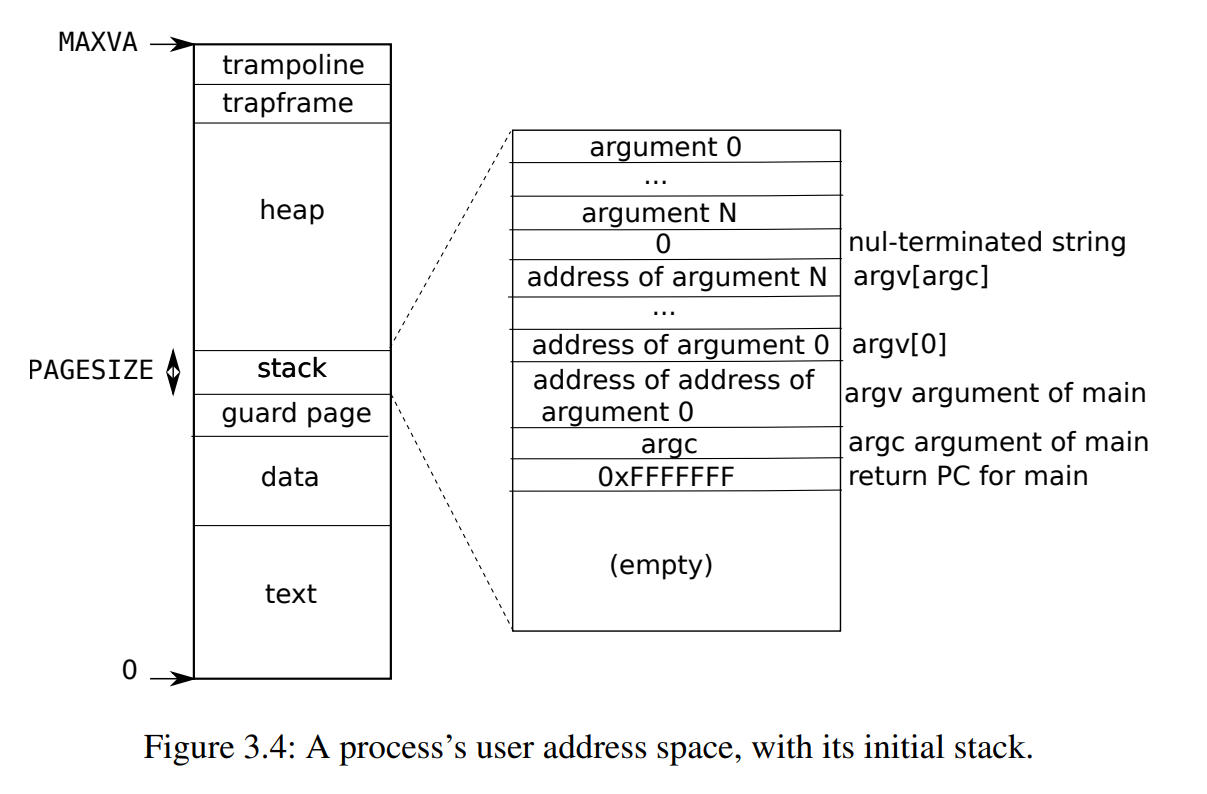 MAXVA
trampoline
trapframe
heap
PAGESIZE
stack
guard page
data
text
0
argument 0
...
argument N
0 nul-terminated string
address of argument N argv[argc]
...
address of argument 0 argv[0]
address of address of
argument 0
argv argument of main
argc argc argument of main
0xFFFFFFF return PC for main
(empty)
Figure 3.4: A process's user address space, with its initial stack.